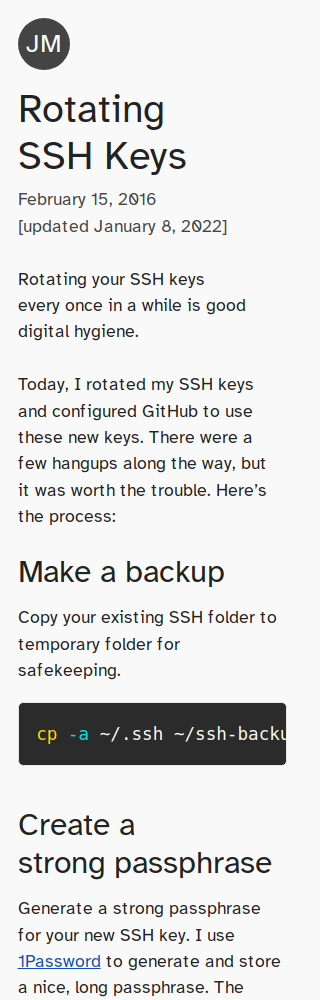 JM
Rotating
SSH Keys
February 15, 2016
[updated January 8, 2022]
Rotating your SSH keys
every once in a while is good
digital hygiene.
Today, I rotated my SSH keys
and configured GitHub to use
these new keys. There were a
few hangups along the way, but
it was worth the trouble. Here’s
the process:
Make a backup
Copy your existing SSH folder to
temporary folder for
safekeeping.
cp -a ~/.ssh ~/ssh-backu
Create a
strong passphrase
Generate a strong passphrase
for your new SSH key. I use
1Password to generate and store
a nice, long passphrase. The